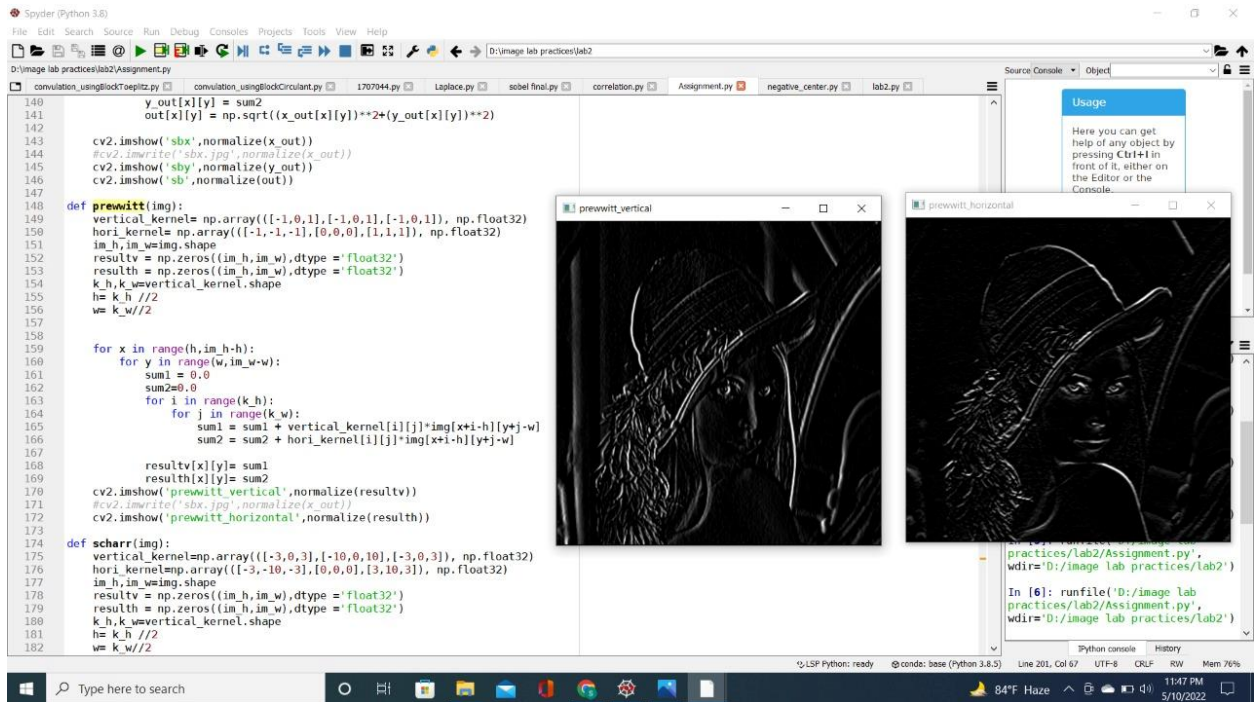 Spyder (Python 3.8)
File Edit Search Source Run Debug Consoles Projects Tools View Help
D:\image lab practices\lab2
D:\image lab practices\lab2\Assignment.py
convulation_usingBlockToeplitz.py convulation_usingBlockCirculant.py 1707044.py Laplace.py sobel final.py correlation.py Assignment.py negative_center.py lab2.py
Source Console Object
140 y_out[x][y] = sum2
141 out[x][y] = np.sqrt((x_out[x][y])**2+(y_out[x][y])**2)
142
143 cv2.imshow('sbx',normalize(x_out))
144 #cv2.imwrite('sbx.jpg',normalize(x_out))
145 cv2.imshow('sby',normalize(y_out))
146 cv2.imshow('sb',normalize(out))
147
148 def prewwitt(img):
149 vertical_kernel= np.array(([-1,0,1],[-1,0,1],[-1,0,1]), np.float32)
150 hori_kernel= np.array(([-1,-1,-1],[0,0,0],[1,1,1]), np.float32)
151 im_h,im_w=img.shape
152 resultv = np.zeros((im_h,im_w),dtype ='float32')
153 resulth = np.zeros((im_h,im_w),dtype ='float32')
154 k_h,k_w=vertical_kernel.shape
155 h= k_h //2
156 w= k_w//2
157
158
159 for x in range(h,im_h-h):
160 for y in range(w,im_w-w):
161 sum1 = 0.0
162 sum2=0.0
163 for i in range(k_h):
164 for j in range(k_w):
165 sum1 = sum1 + vertical_kernel[i][j]*img[x+i-h][y+j-w]
166 sum2 = sum2 + hori_kernel[i][j]*img[x+i-h][y+j-w]
167
168 resultv[x][y]= sum1
169 resulth[x][y]= sum2
170 cv2.imshow('prewwitt_vertical',normalize(resultv))
171 #cv2.imwrite('sbx.jpg',normalize(x_out))
172 cv2.imshow('prewwitt_horizontal',normalize(resulth))
173
174 def scharr(img):
175 vertical_kernel=np.array(([-3,0,3],[-10,0,10],[-3,0,3]), np.float32)
176 hori_kernel=np.array(([-3,-10,-3],[0,0,0],[3,10,3]), np.float32)
177 im_h,im_w=img.shape
178 resultv = np.zeros((im_h,im_w),dtype ='float32')
179 resulth = np.zeros((im_h,im_w),dtype ='float32')
180 k_h,k_w=vertical_kernel.shape
181 h= k_h //2
182 w= k_w//2
prewwitt_vertical
prewwitt_horizontal
Usage
Here you can get
help of any object by
pressing Ctrl+I in
front of it, either on
the Editor or the
Console.
practices/lab2/Assignment.py',
wdir='D:/image lab practices/lab2')
In [6]: runfile('D:/image lab
practices/lab2/Assignment.py',
wdir='D:/image lab practices/lab2')
IPython console History
LSP Python: ready conda: base (Python 3.8.5) Line 201, Col 67 UTF-8 CRLF RW Mem 76%
Type here to search
84°F Haze
11:47 PM
5/10/2022